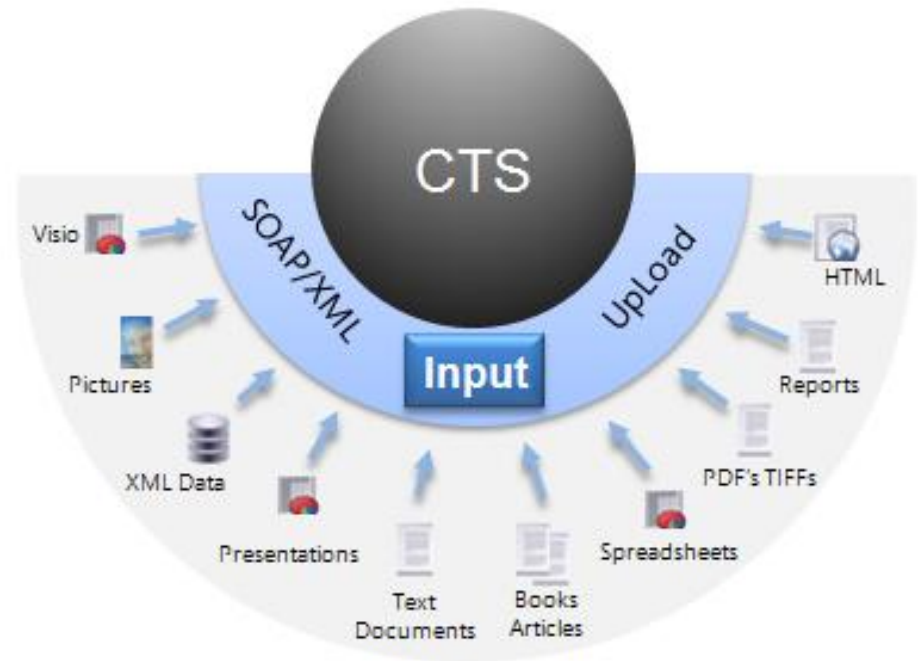 CTS
SOAP/XML
UpLoad
Input
Visio
Pictures
XML Data
Presentations
Text
Documents
Books
Articles
Spreadsheets
PDF's TIFFs
Reports
HTML